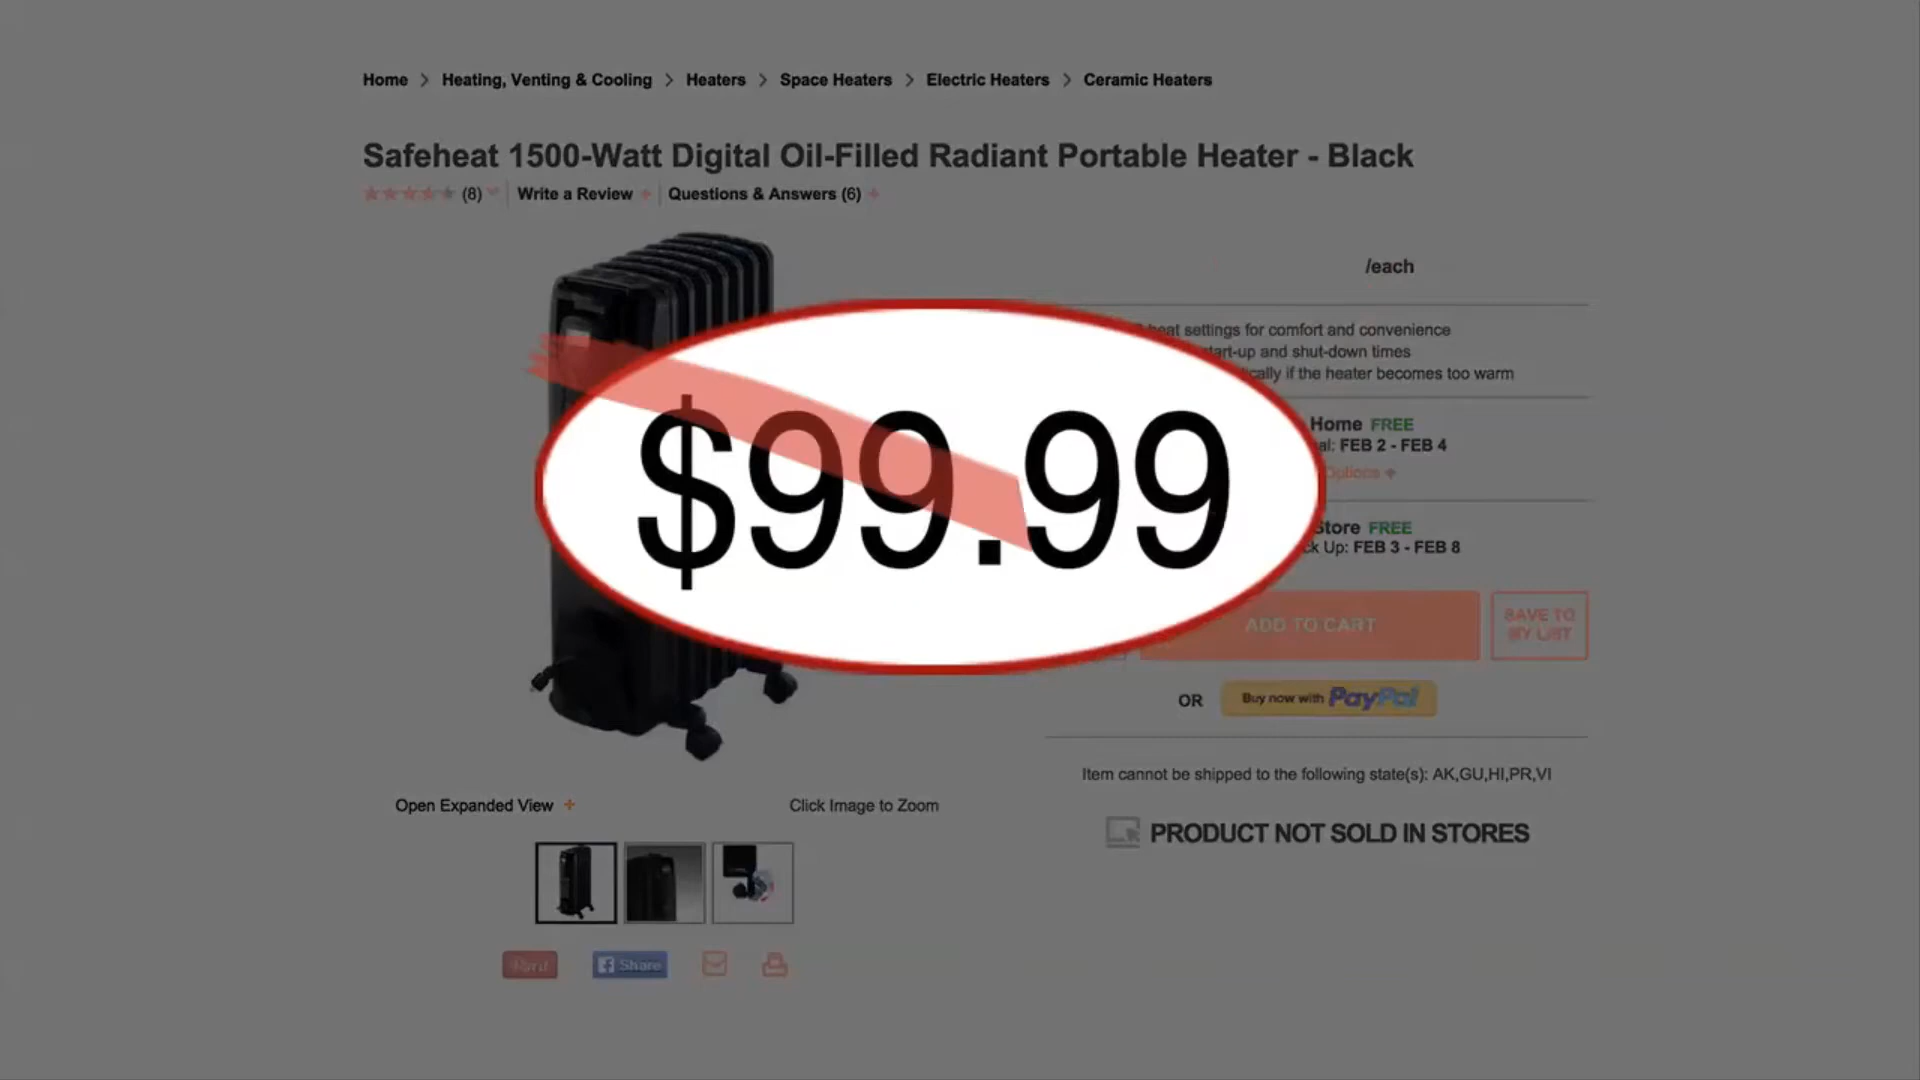 Home > Heating, Venting & Cooling > Heaters > Space Heaters > Electric Heaters > Ceramic Heaters
Safeheat 1500-Watt Digital Oil-Filled Radiant Portable Heater - Black
(8) | Write a Review + | Questions & Answers (6) +
/each
heat settings for comfort and convenience
start-up and shut-down times
if the heater becomes too warm
$99.99
Home FREE
FEB 2 - FEB 4
Options +
Store FREE
Up: FEB 3 - FEB 8
ADD TO CART
SAVE TO
MY LIST
OR
Buy now with PayPal
Item cannot be shipped to the following state(s): AK,GU,HI,PR,VI
Open Expanded View +
Click Image to Zoom
PRODUCT NOT SOLD IN STORES
Share